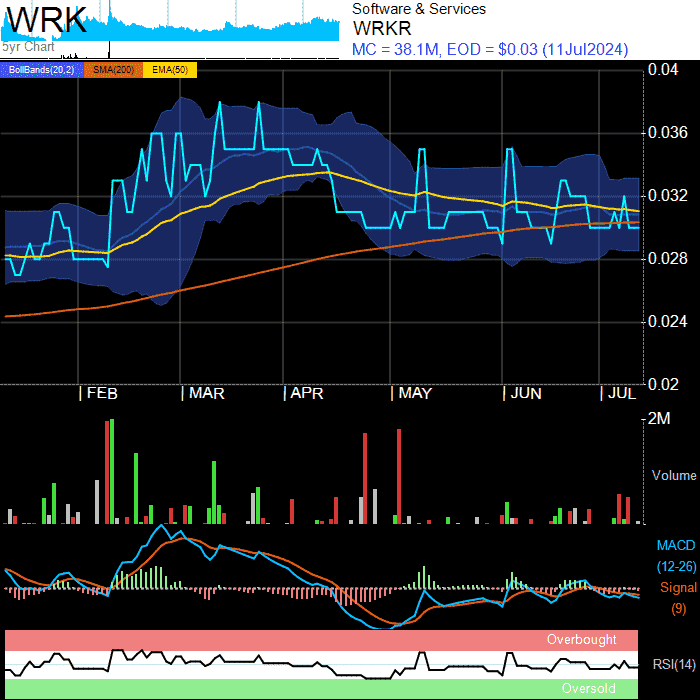 WRK
5yr Chart
Software & Services
WRKR
MC = 38.1M, EOD = $0.03 (11Jul2024)
BollBands(20,2) SMA(200) EMA(50)
0.04
0.036
0.032
0.028
0.024
0.02
| FEB | MAR | APR | MAY | JUN | JUL
2M
Volume
MACD
(12-26)
Signal
(9)
Overbought
RSI(14)
Oversold